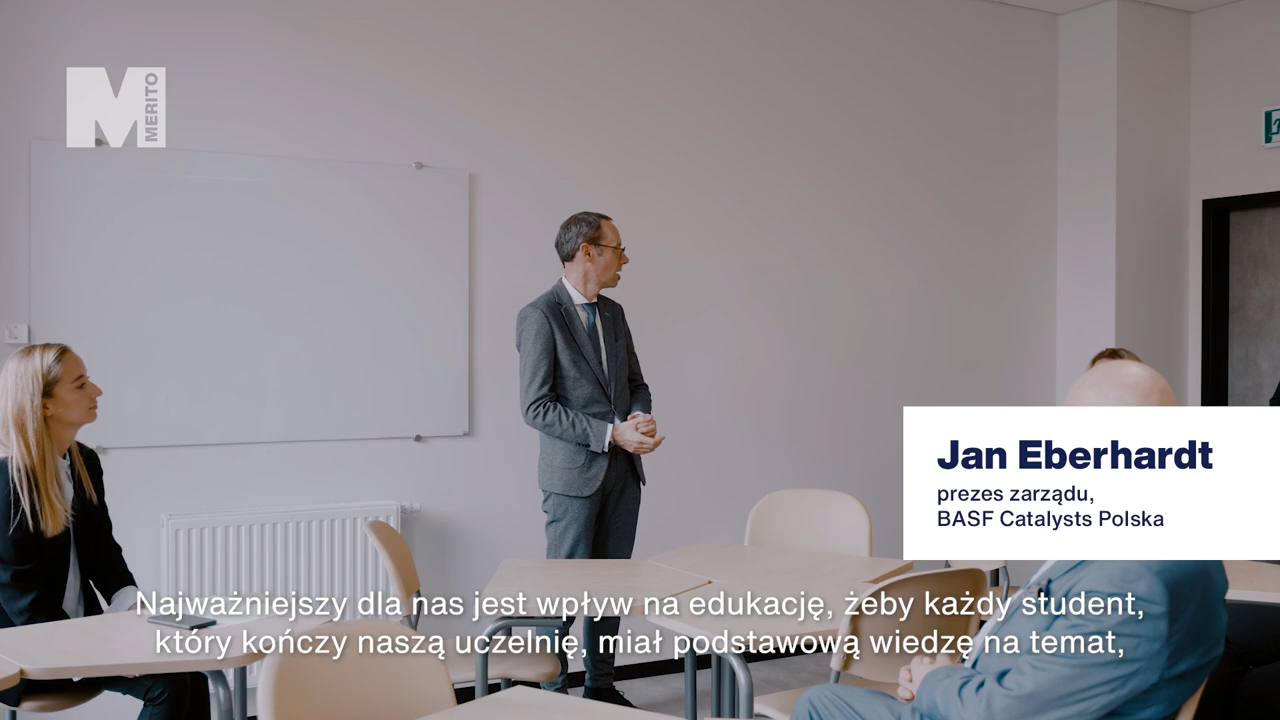 M
MERITO
Jan Eberhardt
prezes zarządu,
BASF Catalysts Polska
Najważniejszy dla nas jest wpływ na edukację, żeby każdy student,
który kończy naszą uczelnię, miał podstawową wiedzę na temat,